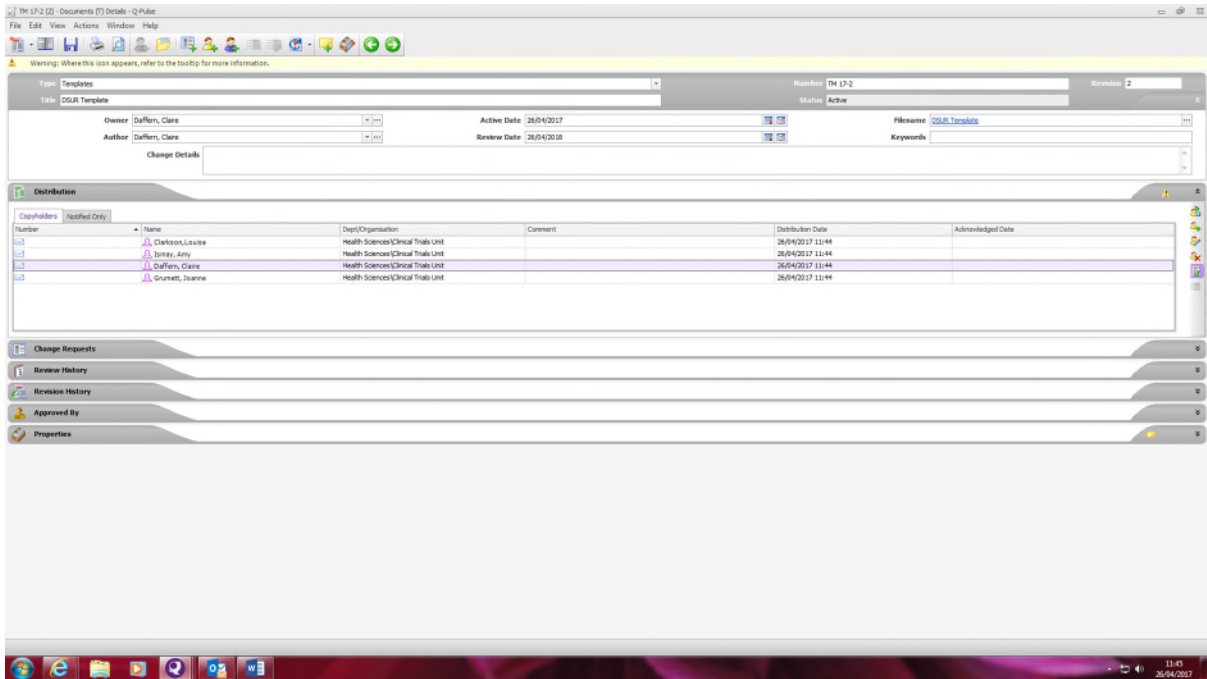 TM 17-2 (2) - Documents (T) Details - Q-Pulse
File Edit View Actions Window Help
Warning: Where this icon appears, refer to the tooltip for more information.
Type Templates Number TM 17-2 Revision 2
Title DSUR Template Status Active
Owner Daffern, Claire Active Date 26/04/2017 Filename DSUR Template
Author Daffern, Claire Review Date 26/04/2018 Keywords
Change Details
Distribution
Copyholders Notified Only
Number Name Dept/Organisation Comment Distribution Date Acknowledged Date
Clarkson,Louise Health Sciences\Clinical Trials Unit 26/04/2017 11:44
Ismay, Amy Health Sciences\Clinical Trials Unit 26/04/2017 11:44
Daffern, Claire Health Sciences\Clinical Trials Unit 26/04/2017 11:44
Grumett, Joanne Health Sciences\Clinical Trials Unit 26/04/2017 11:44
Change Requests
Review History
Revision History
Approved By
Properties
11:45
26/04/2017